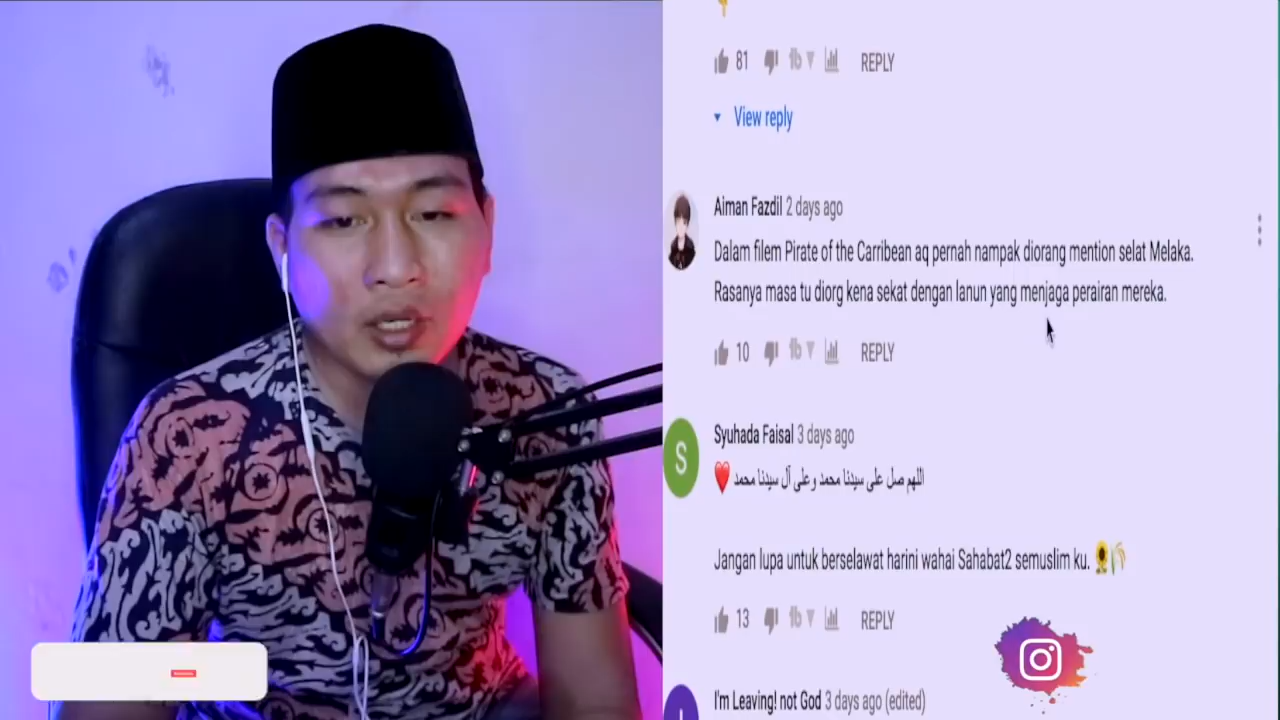 81 REPLY
View reply
Aiman Fazdil 2 days ago
Dalam filem Pirate of the Carribean aq pernah nampak diorang mention selat Melaka.
Rasanya masa tu diorg kena sekat dengan lanun yang menjaga perairan mereka.
10 REPLY
S
Syuhada Faisal 3 days ago
اللهم صل على سيدنا محمد وعلى آل سيدنا محمد ❤️
Jangan lupa untuk berselawat harini wahai Sahabat2 semuslim ku. 🌻🌾
13 REPLY
I'm Leaving! not God 3 days ago (edited)